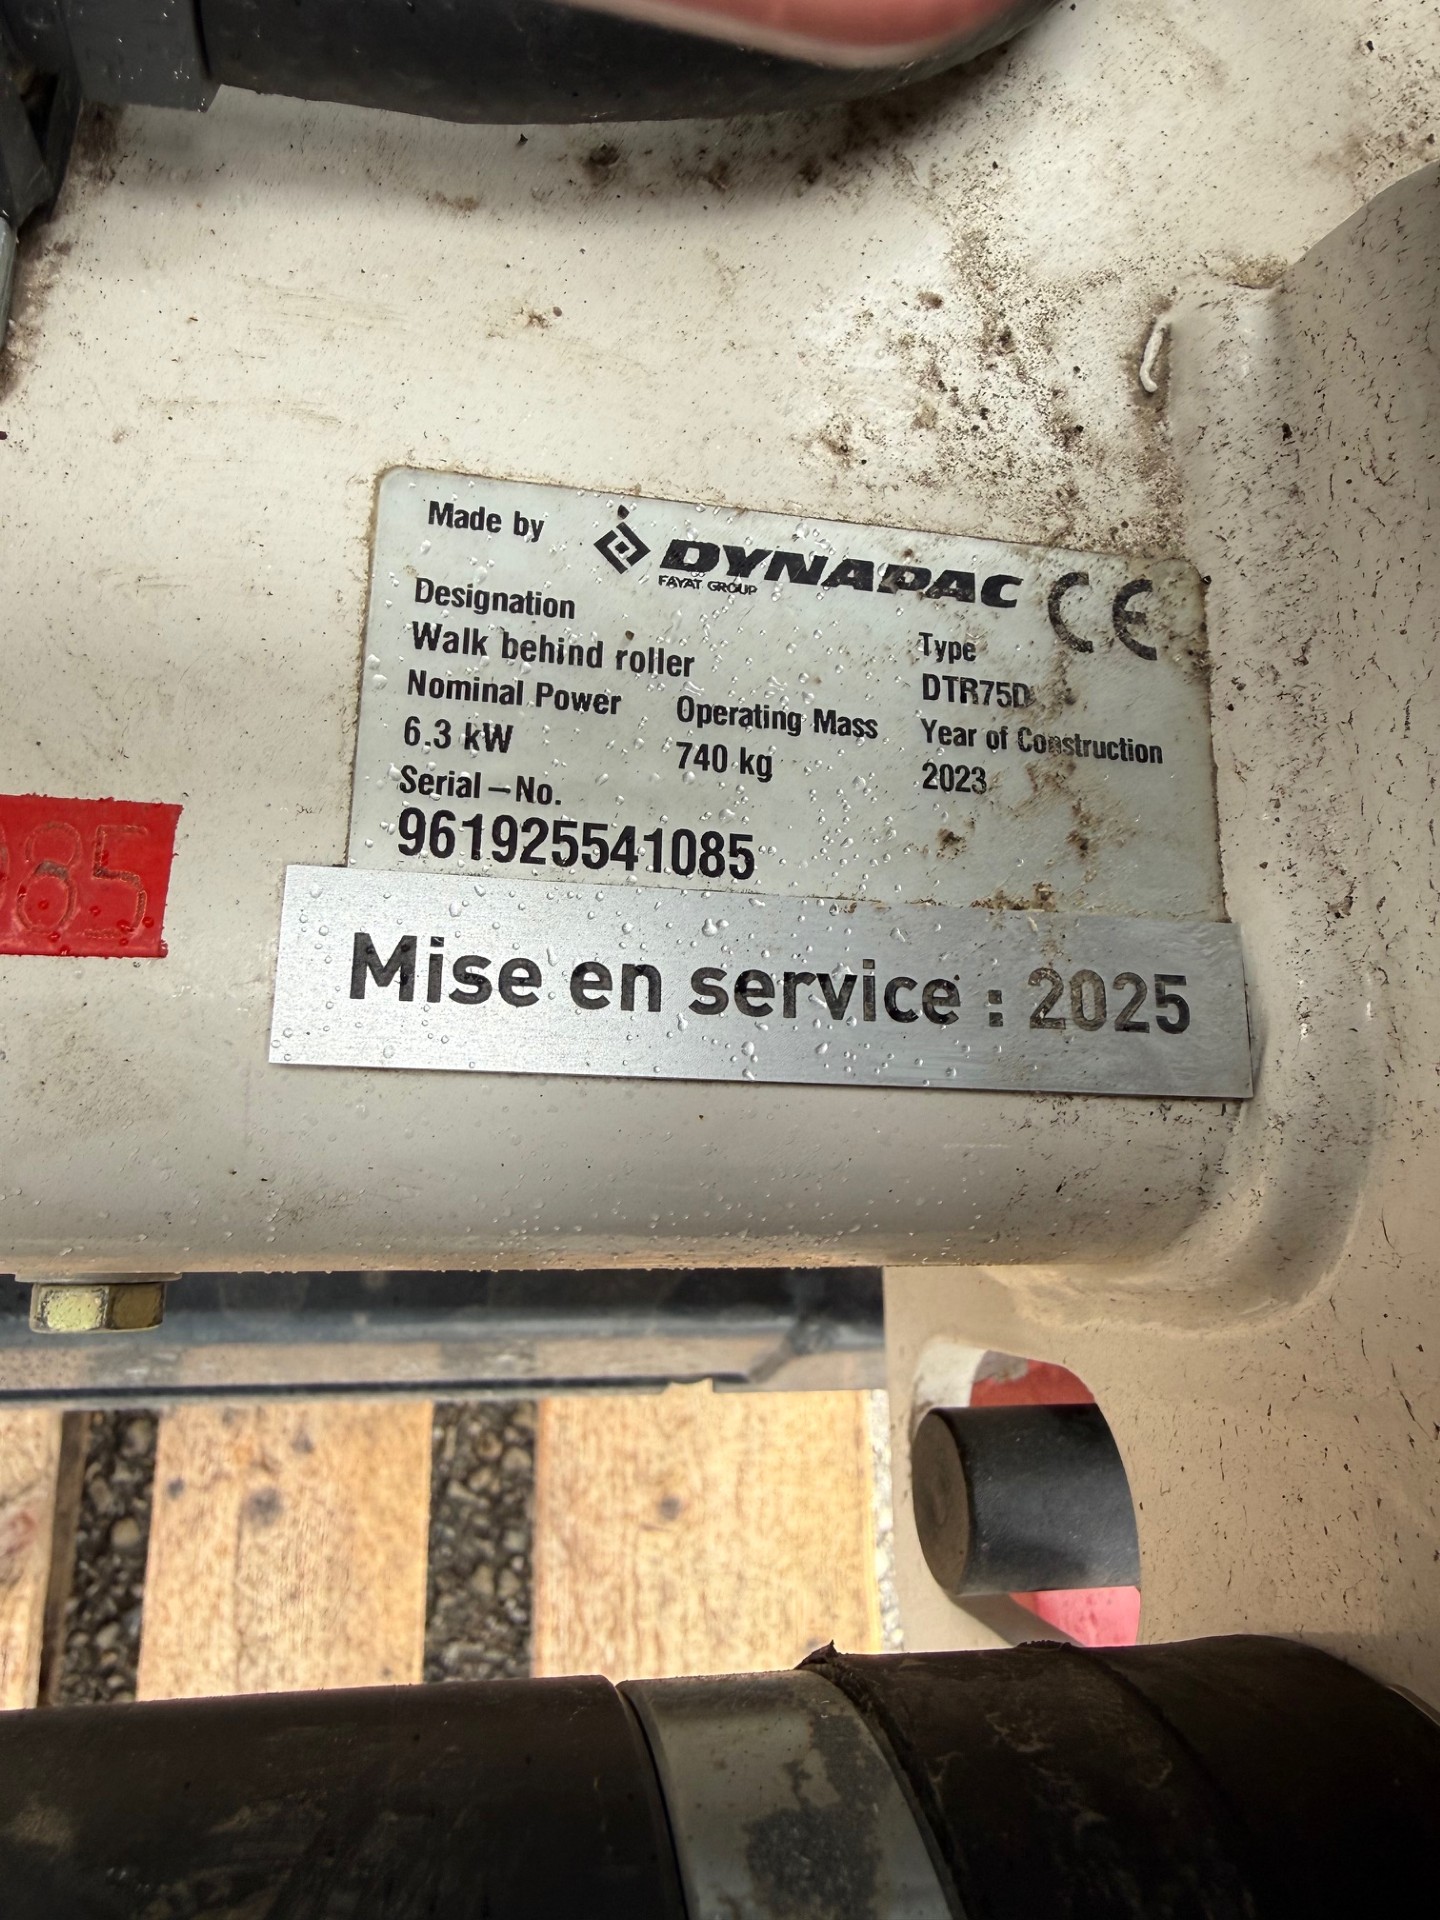 Made by DYNAPAC CE
FAYAT GROUP
Designation
Walk behind roller
Type
DTR75D
Nominal Power
6.3 kW
Operating Mass
740 kg
Year of Construction
2023
Serial – No.
961925541085
085
Mise en service : 2025